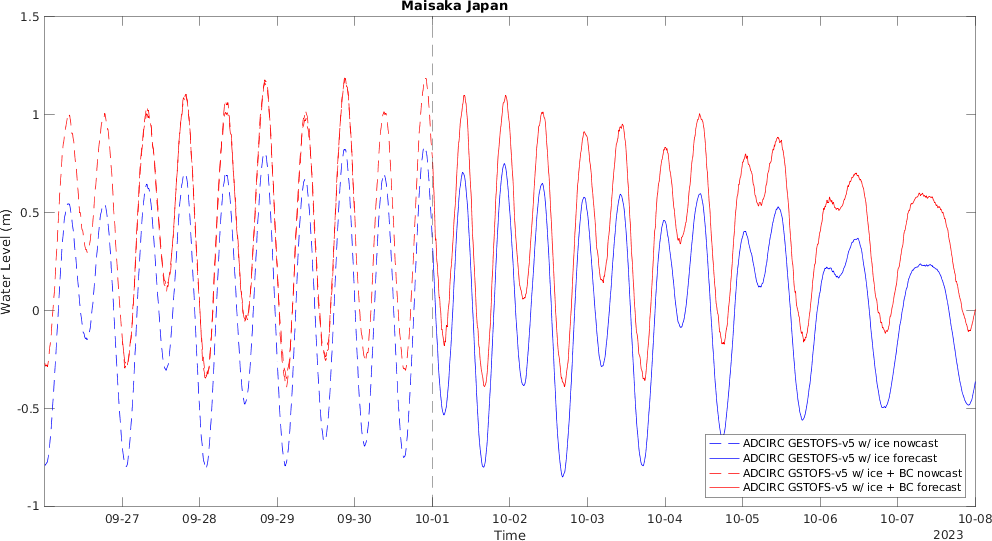 Maisaka Japan
1.5
1
0.5
0
-0.5
-1
Water Level (m)
ADCIRC GESTOFS-v5 w/ ice nowcast
ADCIRC GESTOFS-v5 w/ ice forecast
ADCIRC GSTOFS-v5 w/ ice + BC nowcast
ADCIRC GSTOFS-v5 w/ ice + BC forecast
09-27 09-28 09-29 09-30 10-01 10-02 10-03 10-04 10-05 10-06 10-07 10-08
Time
2023